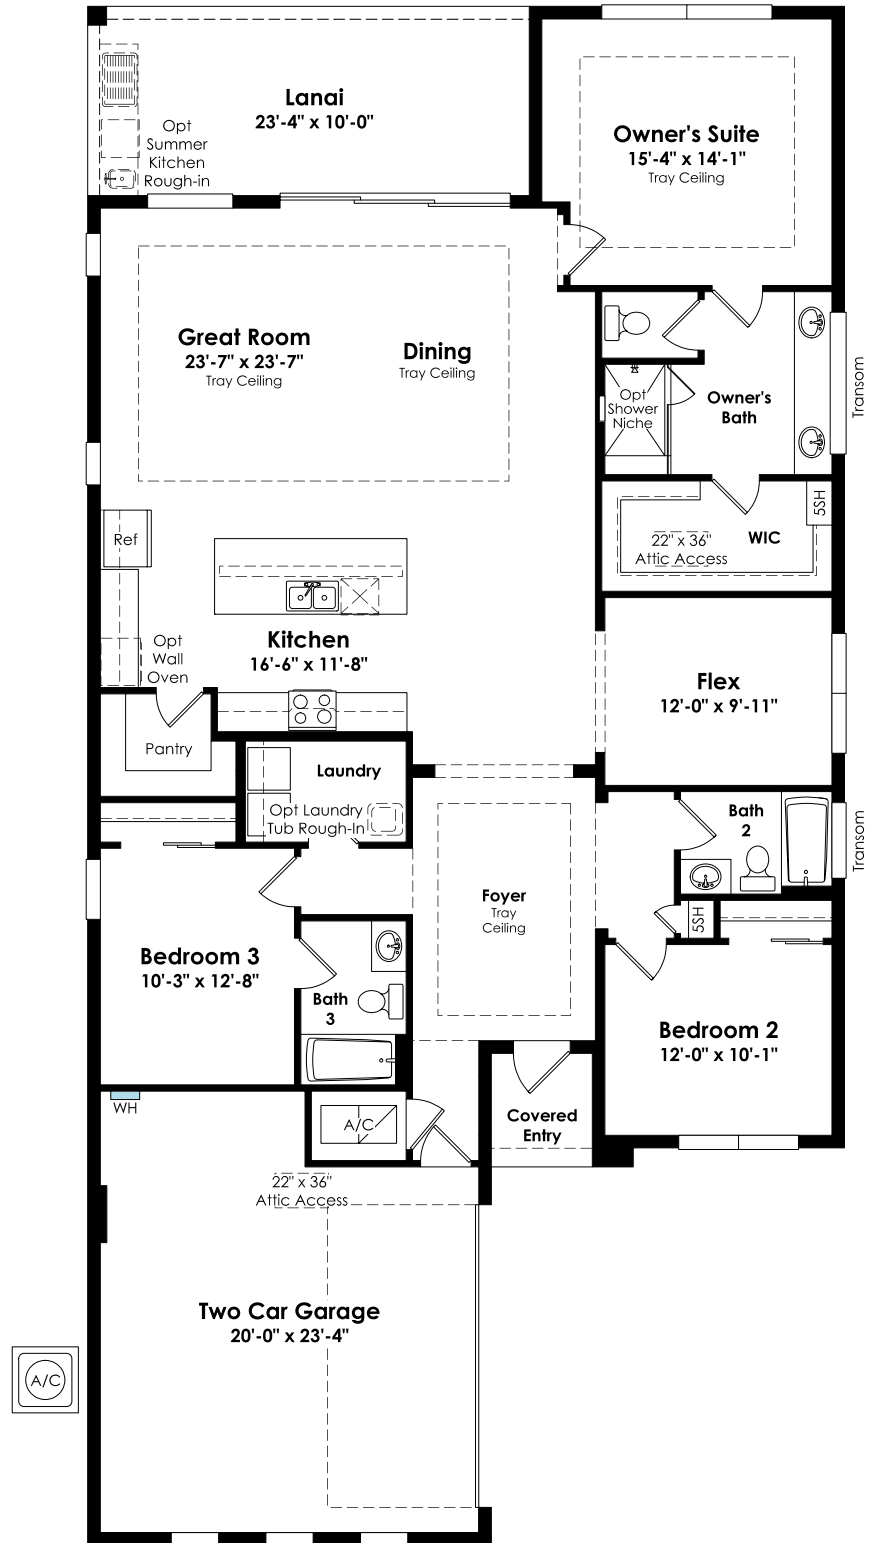 Lanai
23'-4" x 10'-0"
Opt
Summer
Kitchen
Rough-in
Owner's Suite
15'-4" x 14'-1"
Tray Ceiling
Great Room
23'-7" x 23'-7"
Tray Ceiling
Dining
Tray Ceiling
Opt
Shower
Niche
Owner's
Bath
Transom
5SH
WIC
22" x 36"
Attic Access
Ref
Kitchen
16'-6" x 11'-8"
Opt
Wall
Oven
Pantry
Flex
12'-0" x 9'-11"
Laundry
Opt Laundry
Tub Rough-In
Bath
2
Transom
Foyer
Tray
Ceiling
5SH
Bedroom 3
10'-3" x 12'-8"
Bath
3
Bedroom 2
12'-0" x 10'-1"
WH
A/C
Covered
Entry
22" x 36"
Attic Access
Two Car Garage
20'-0" x 23'-4"
A/C